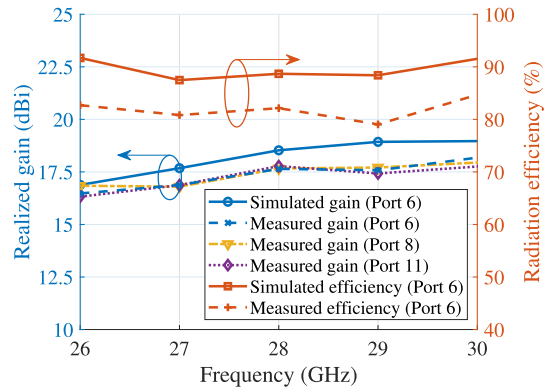 25
22.5
20
17.5
15
12.5
10
Realized gain (dBi)
100
90
80
70
60
50
40
Radiation efficiency (%)
Simulated gain (Port 6)
Measured gain (Port 6)
Measured gain (Port 8)
Measured gain (Port 11)
Simulated efficiency (Port 6)
Measured efficiency (Port 6)
26
27
28
29
30
Frequency (GHz)